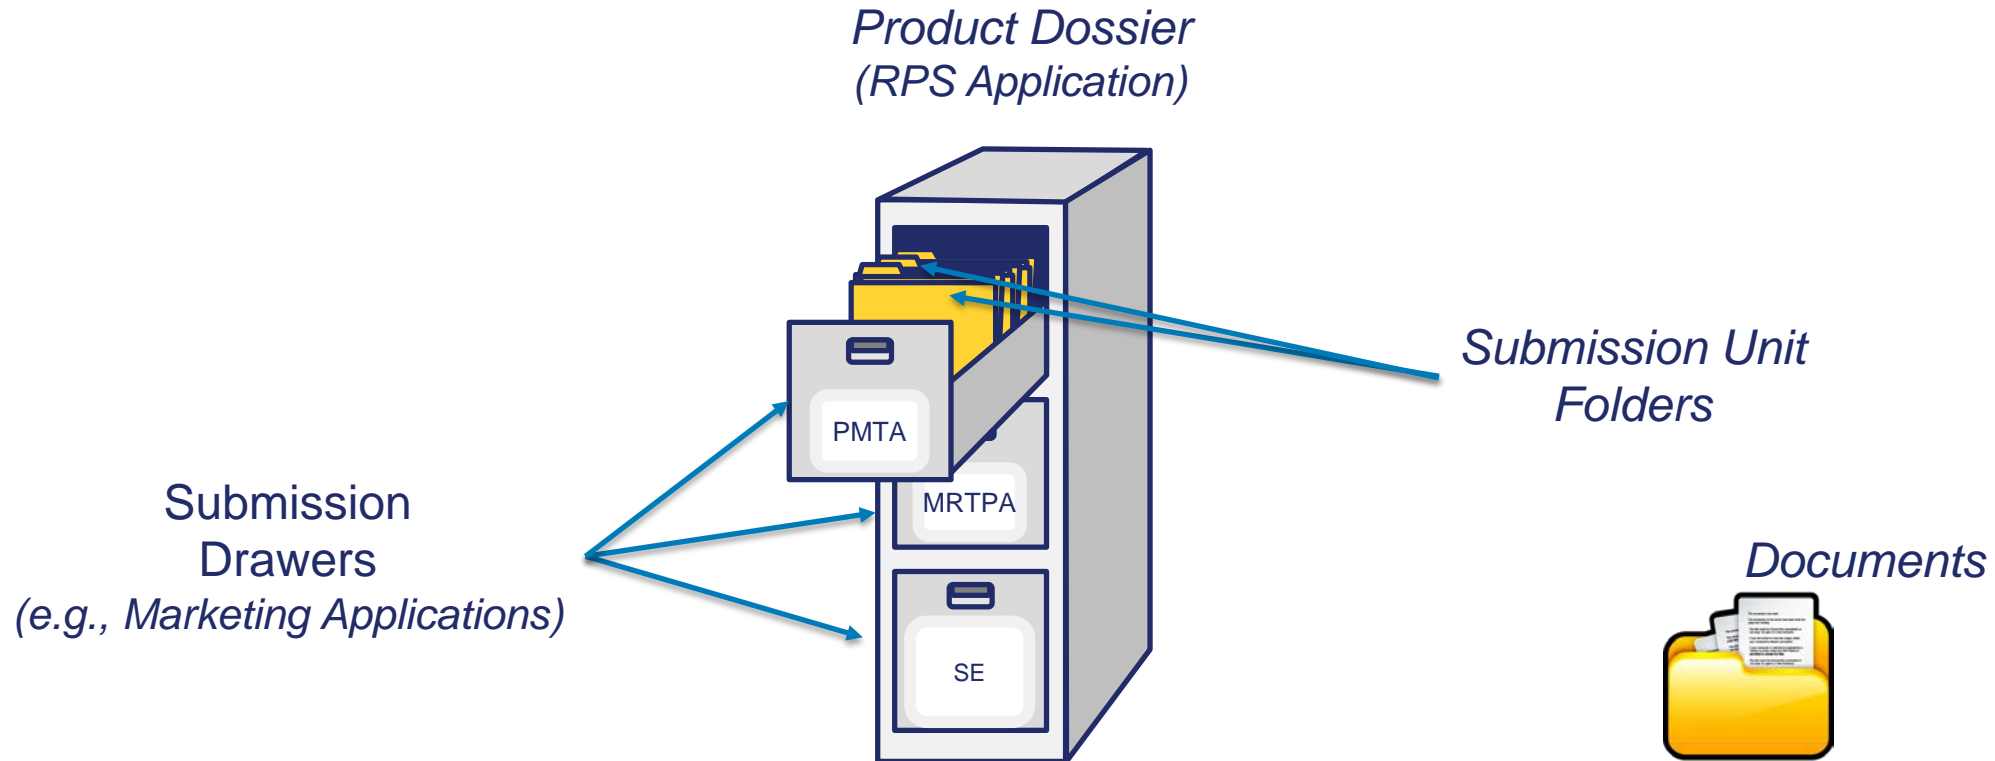 Product Dossier
(RPS Application)
Submission Unit
Folders
PMTA
MRTPA
Submission
Drawers
(e.g., Marketing Applications)
SE
Documents